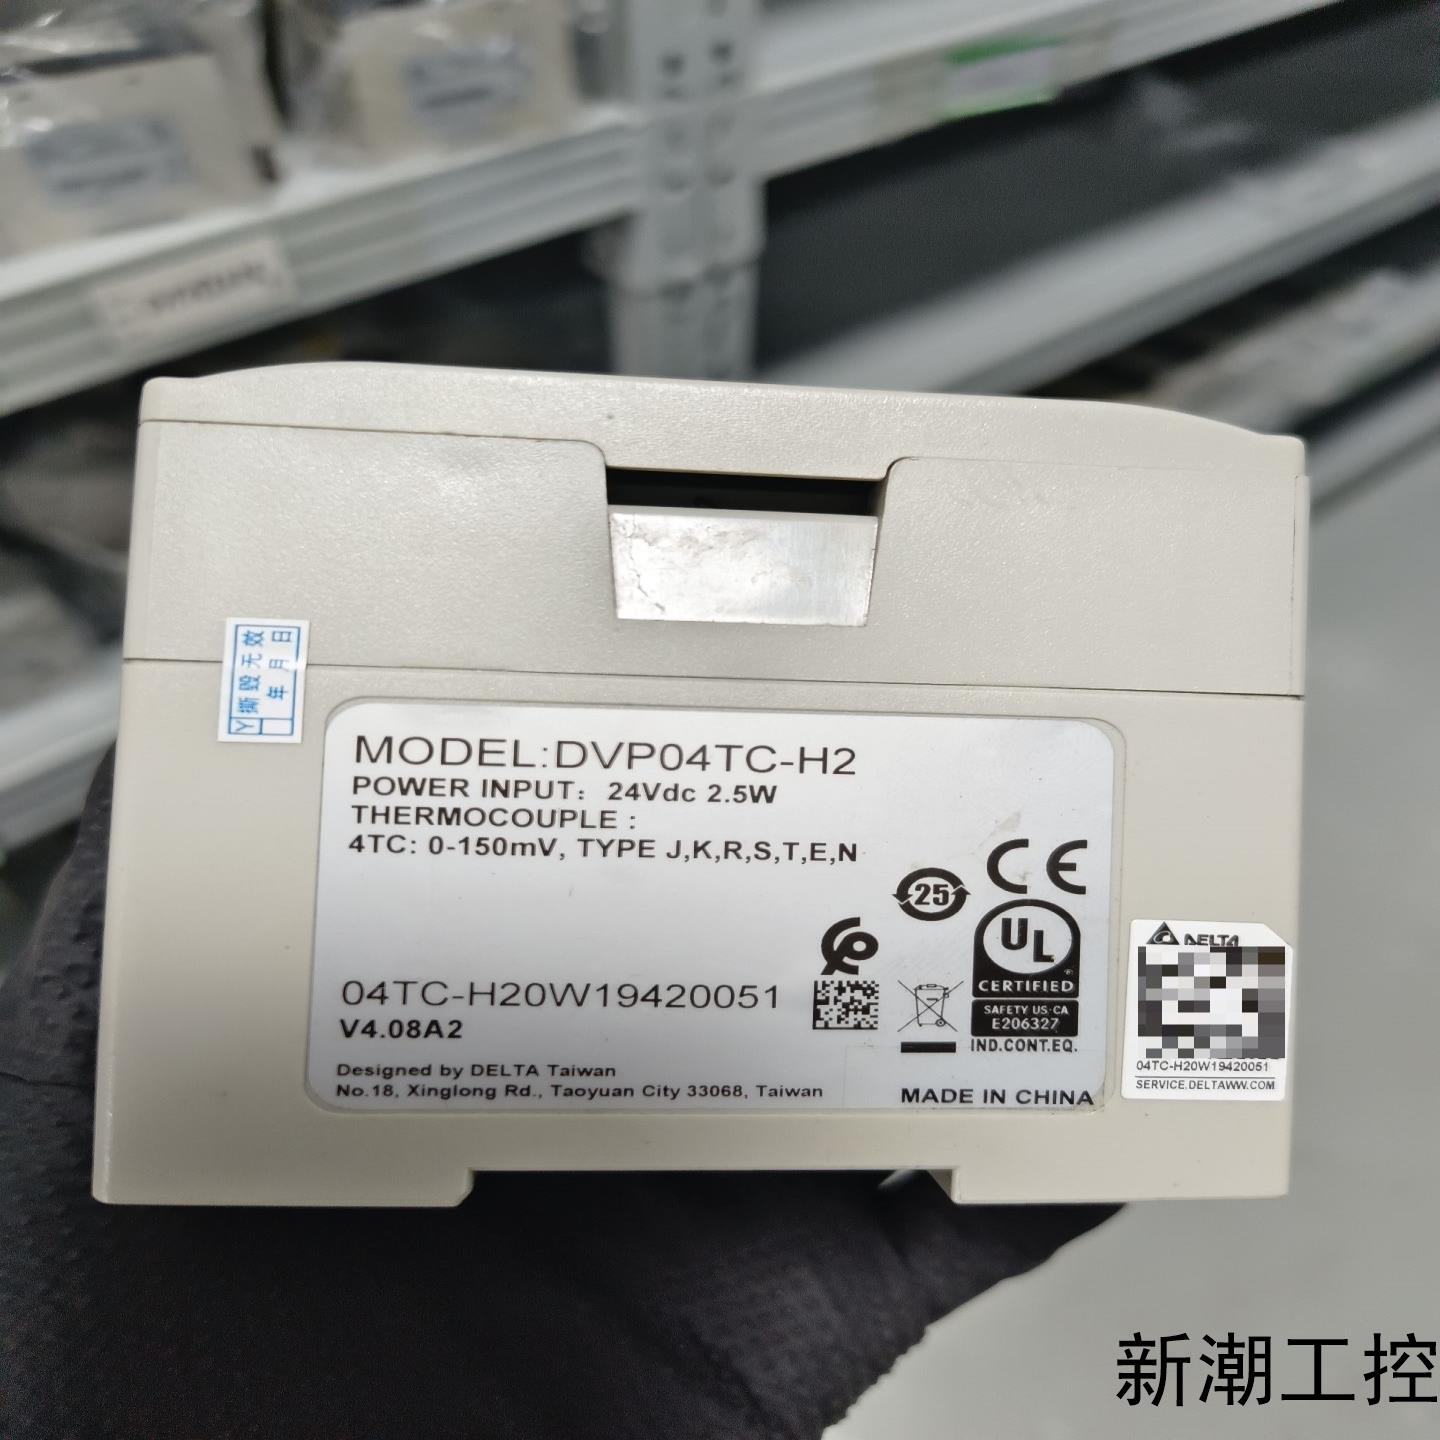 撕毁无效
Y 年 月 日
MODEL:DVP04TC-H2
POWER INPUT: 24Vdc 2.5W
THERMOCOUPLE :
4TC: 0-150mV, TYPE J,K,R,S,T,E,N
25
CE
UL
®
CERTIFIED
SAFETY US·CA
E206327
IND.CONT.EQ.
04TC-H20W19420051
V4.08A2
Designed by DELTA Taiwan
No.18, Xinglong Rd., Taoyuan City 33068, Taiwan
MADE IN CHINA
DELTA
04TC-H20W19420051
SERVICE.DELTAWW.COM
新潮工控